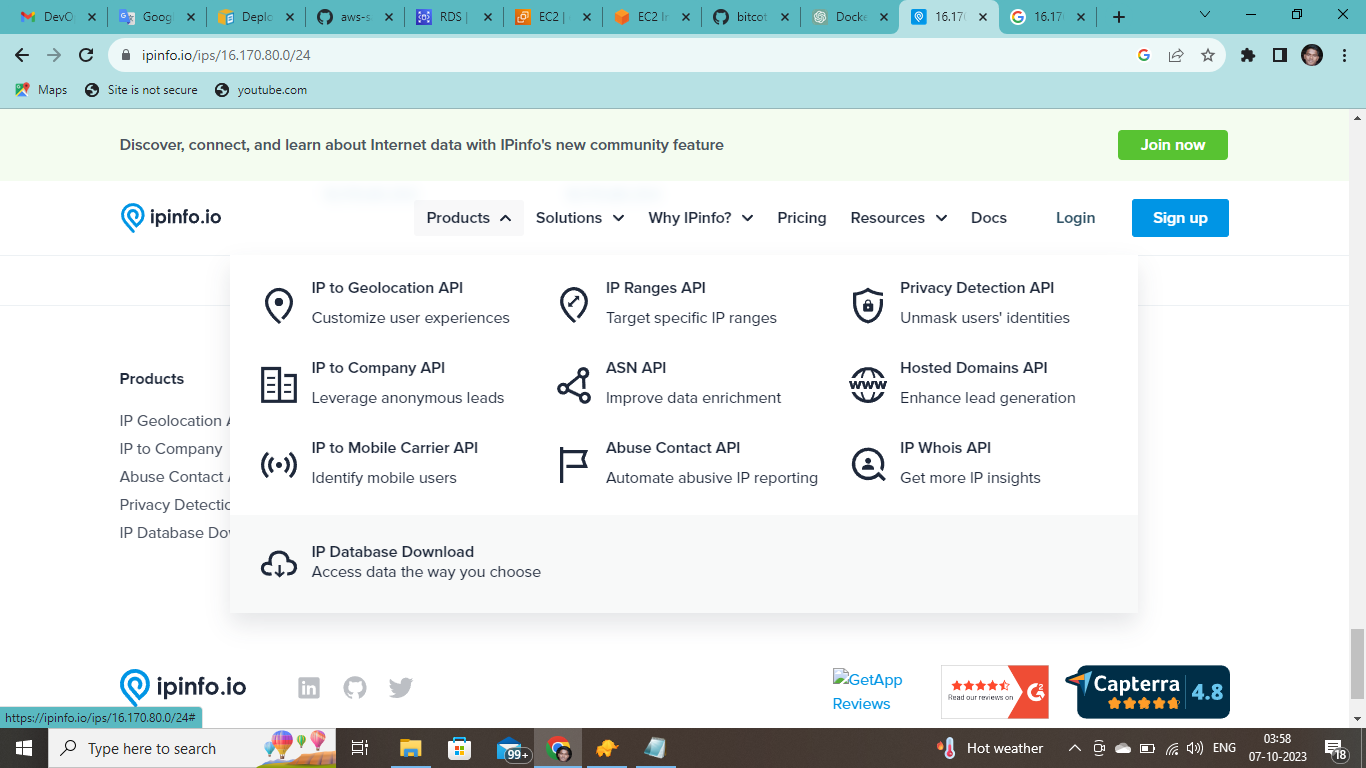 DevO
Goog
Deplo
aws-s
RDS |
EC2 |
EC2 In
bitcot
Docke
16.17
16.17
ipinfo.io/ips/16.170.80.0/24
Maps
Site is not secure
youtube.com
Discover, connect, and learn about Internet data with IPinfo's new community feature
Join now
ipinfo.io
Products
Solutions
Why IPinfo?
Pricing
Resources
Docs
Login
Sign up
IP to Geolocation API
Customize user experiences
IP Ranges API
Target specific IP ranges
Privacy Detection API
Unmask users' identities
IP to Company API
Leverage anonymous leads
ASN API
Improve data enrichment
WWW
Hosted Domains API
Enhance lead generation
IP to Mobile Carrier API
Identify mobile users
Abuse Contact API
Automate abusive IP reporting
IP Whois API
Get more IP insights
IP Database Download
Access data the way you choose
Products
IP Geolocation A
IP to Company
Abuse Contact A
Privacy Detectio
IP Database Dow
ipinfo.io
in
GetApp
Reviews
Read our reviews on
G2
Capterra
4.8
https://ipinfo.io/ips/16.170.80.0/24#
Type here to search
99+
Hot weather
ENG
03:58
07-10-2023
18